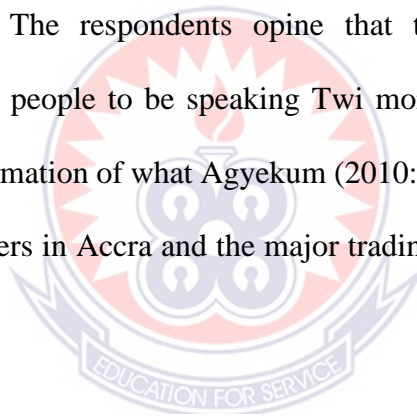 The respondents opine that t
people to be speaking Twi mo
mation of what Agyekum (2010:
ers in Accra and the major tradin
EDUCATION FOR SERVICE